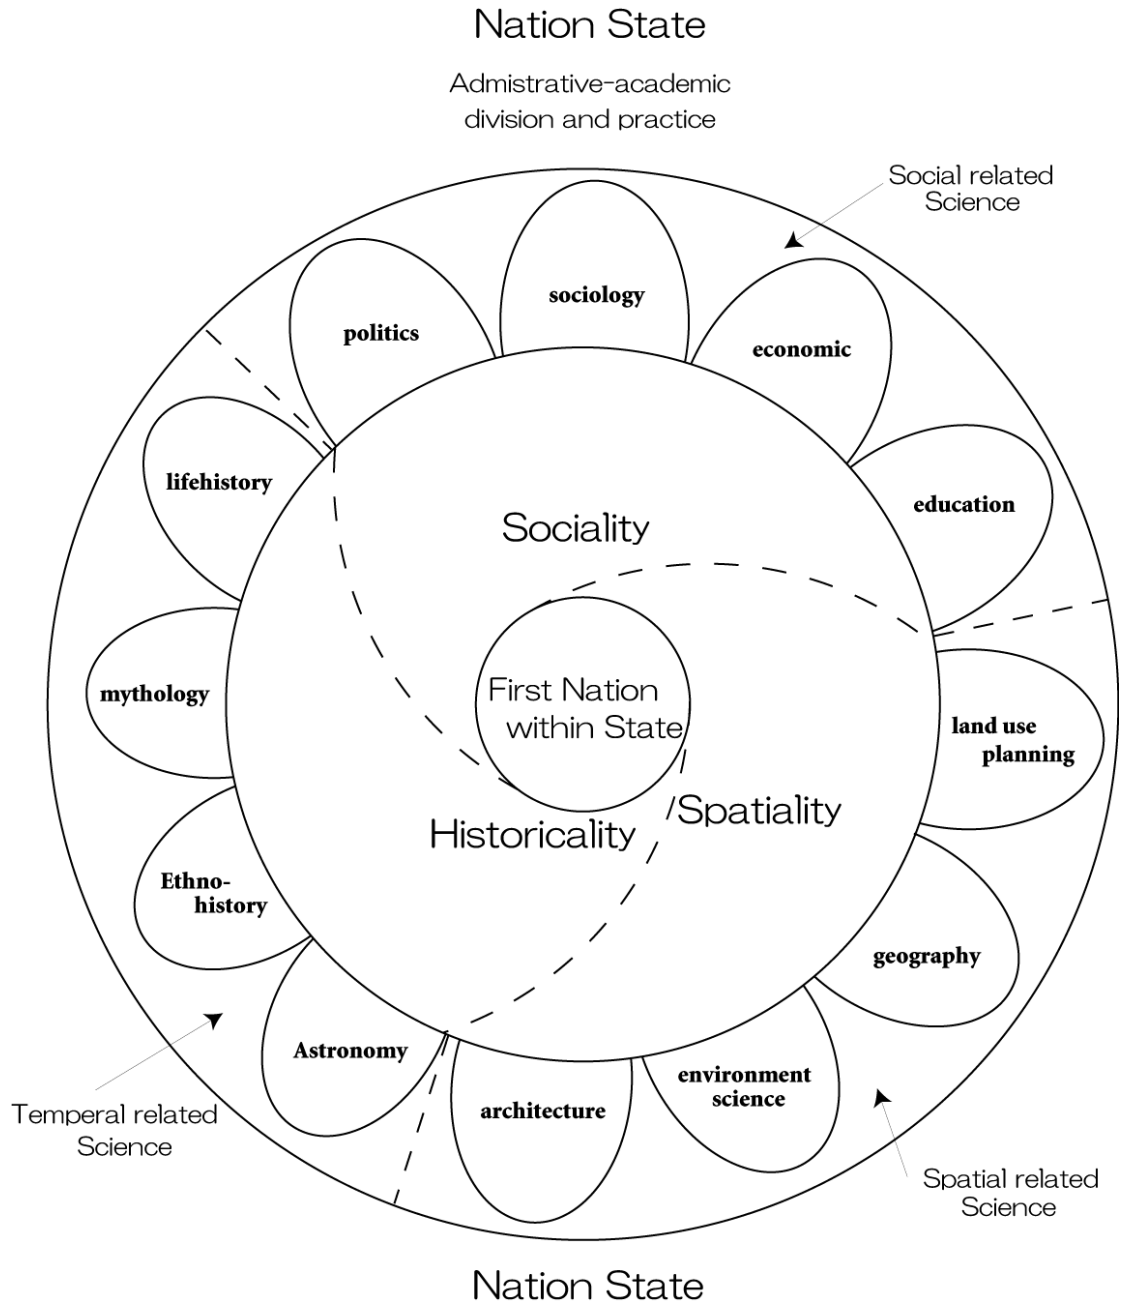 Nation State
Admistrative-academic
division and practice
Social related
Science
sociology
politics
economic
lifehistory
education
Sociality
mythology
First Nation
within State
land use
planning
Spatiality
Historicality
Ethno-
history
geography
Astronomy
environment
science
architecture
Temperal related
Science
Spatial related
Science
Nation State